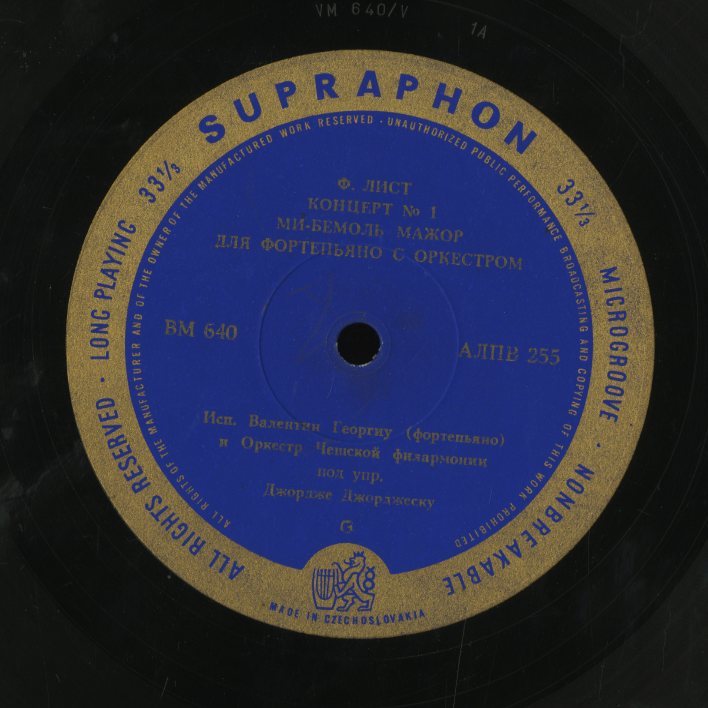 VM 640/V
1A
SUPRAPHON
33⅓
33⅓
LONG PLAYING
MICROGROOVE
ALL RIGHTS RESERVED
NONBREAKABLE
ALL RIGHTS OF THE MANUFACTURER AND OF THE OWNER OF THE MANUFACTURED WORK RESERVED · UNAUTHORIZED PUBLIC PERFORMANCE BROADCASTING AND COPYING OF THIS WORK PROHIBITED
Ф. ЛИСТ
КОНЦЕРТ № 1
МИ-БЕМОЛЬ МАЖОР
ДЛЯ ФОРТЕПЬЯНО С ОРКЕСТРОМ
ВМ 640
АЛПВ 255
Исп. Валентин Георгиу (фортепьяно)
и Оркестр Чешской филармонии
под упр.
Джордже Джорджеску
MADE IN CZECHOSLOVAKIA